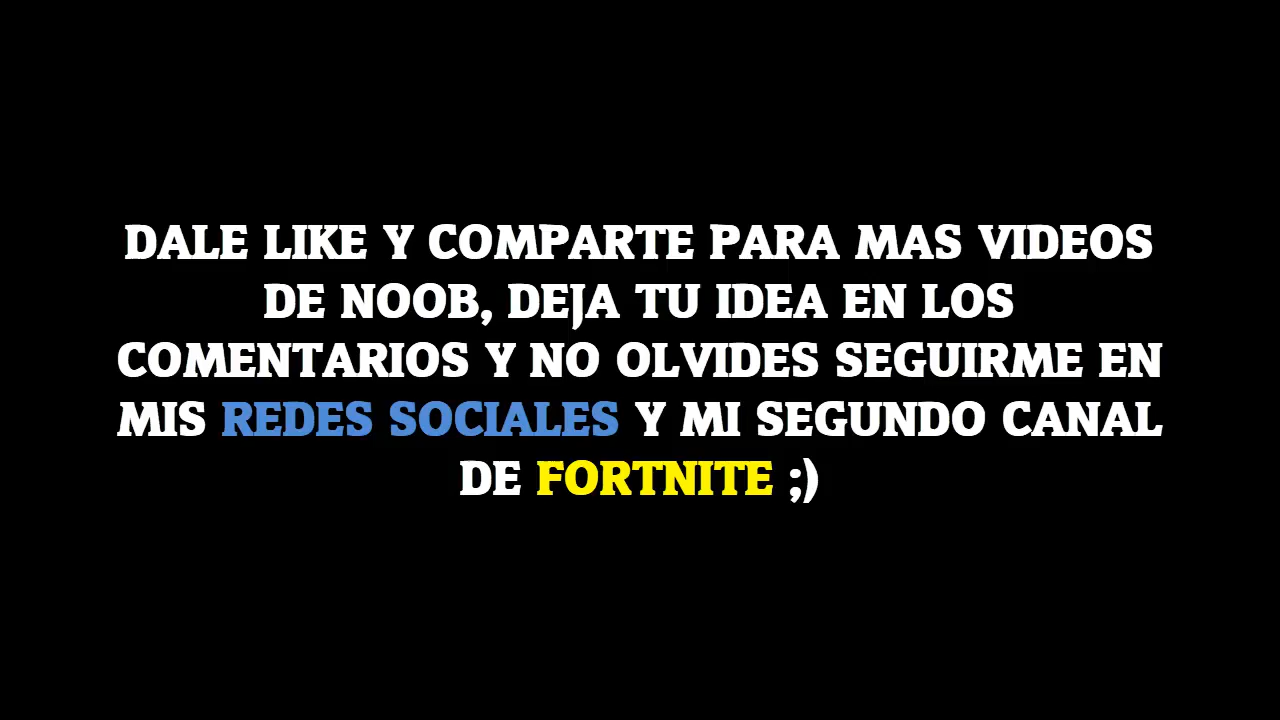 DALE LIKE Y COMPARTE PARA MAS VIDEOS
DE NOOB, DEJA TU IDEA EN LOS
COMENTARIOS Y NO OLVIDES SEGUIRME EN
MIS REDES SOCIALES Y MI SEGUNDO CANAL
DE FORTNITE ;)